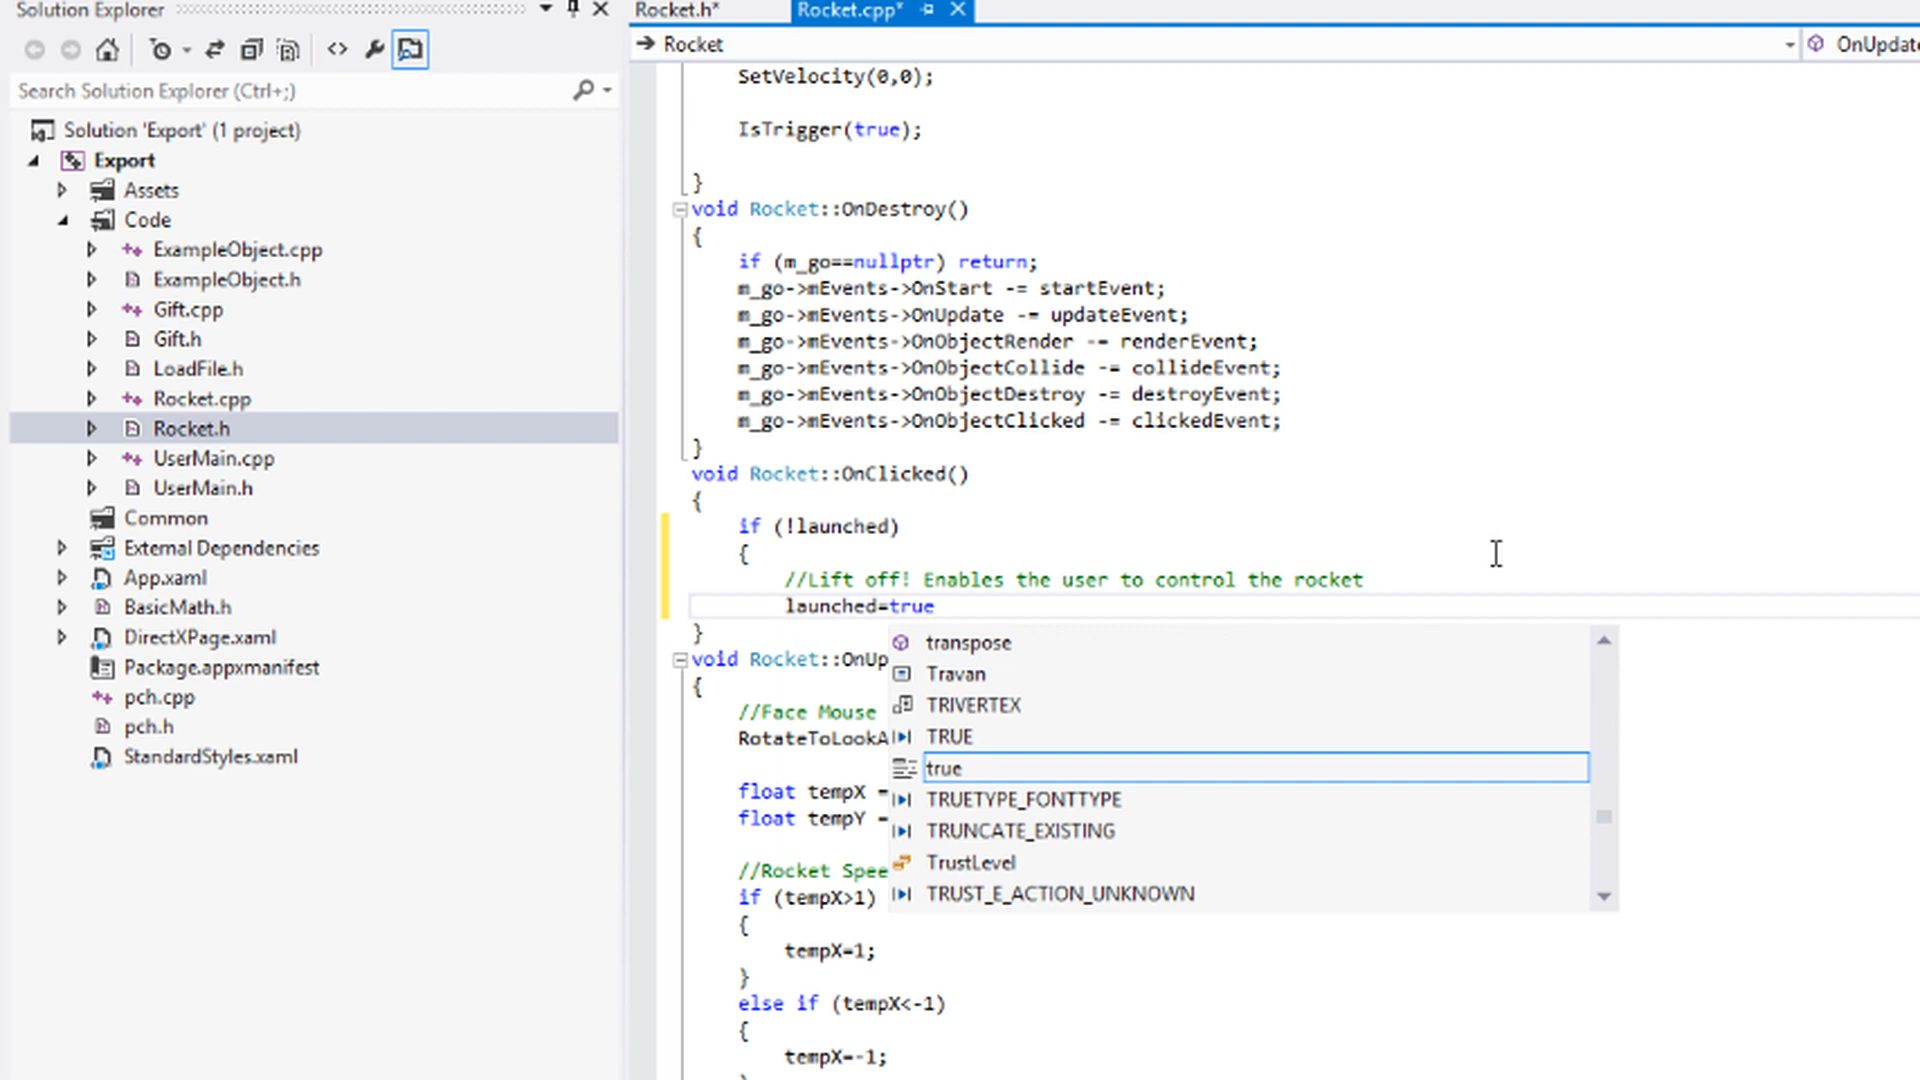 Solution Explorer
Search Solution Explorer (Ctrl+;)
Solution 'Export' (1 project)
Export
Assets
Code
ExampleObject.cpp
ExampleObject.h
Gift.cpp
Gift.h
LoadFile.h
Rocket.cpp
Rocket.h
UserMain.cpp
UserMain.h
Common
External Dependencies
App.xaml
BasicMath.h
DirectXPage.xaml
Package.appxmanifest
pch.cpp
pch.h
StandardStyles.xaml
Rocket.h*
Rocket.cpp*
Rocket
OnUpdate
SetVelocity(0,0);
IsTrigger(true);
}
void Rocket::OnDestroy()
{
if (m_go==nullptr) return;
m_go->mEvents->OnStart -= startEvent;
m_go->mEvents->OnUpdate -= updateEvent;
m_go->mEvents->OnObjectRender -= renderEvent;
m_go->mEvents->OnObjectCollide -= collideEvent;
m_go->mEvents->OnObjectDestroy -= destroyEvent;
m_go->mEvents->OnObjectClicked -= clickedEvent;
}
void Rocket::OnClicked()
{
if (!launched)
{
//Lift off! Enables the user to control the rocket
launched=true
}
void Rocket::OnUp
{
//Face Mouse
RotateToLookA
float tempX =
float tempY =
//Rocket Spee
if (tempX>1)
{
tempX=1;
}
else if (tempX<-1)
{
tempX=-1;
transpose
Travan
TRIVERTEX
TRUE
true
TRUETYPE_FONTTYPE
TRUNCATE_EXISTING
TrustLevel
TRUST_E_ACTION_UNKNOWN